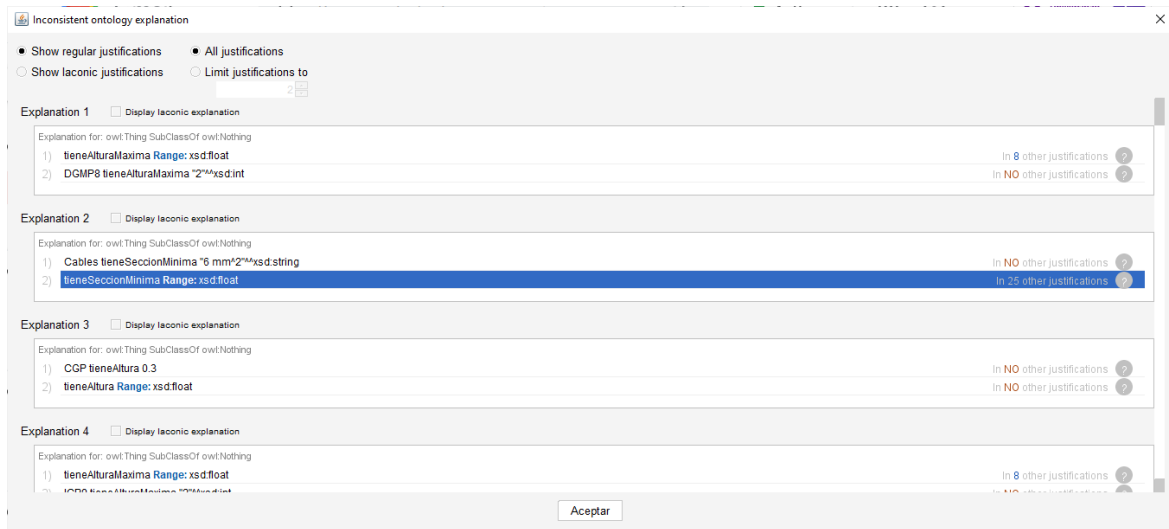 Inconsistent ontology explanation
Show regular justifications All justifications
Show laconic justifications Limit justifications to
2
Explanation 1 Display laconic explanation
Explanation for: owl:Thing SubClassOf owl:Nothing
1) tieneAlturaMaxima Range: xsd:float In 8 other justifications ?
2) DGMP8 tieneAlturaMaxima "2"^^xsd:int In NO other justifications ?
Explanation 2 Display laconic explanation
Explanation for: owl:Thing SubClassOf owl:Nothing
1) Cables tieneSeccionMinima "6 mm^2"^^xsd:string In NO other justifications ?
2) tieneSeccionMinima Range: xsd:float In 25 other justifications ?
Explanation 3 Display laconic explanation
Explanation for: owl:Thing SubClassOf owl:Nothing
1) CGP tieneAltura 0.3 In NO other justifications ?
2) tieneAltura Range: xsd:float In NO other justifications ?
Explanation 4 Display laconic explanation
Explanation for: owl:Thing SubClassOf owl:Nothing
1) tieneAlturaMaxima Range: xsd:float In 8 other justifications ?
Aceptar